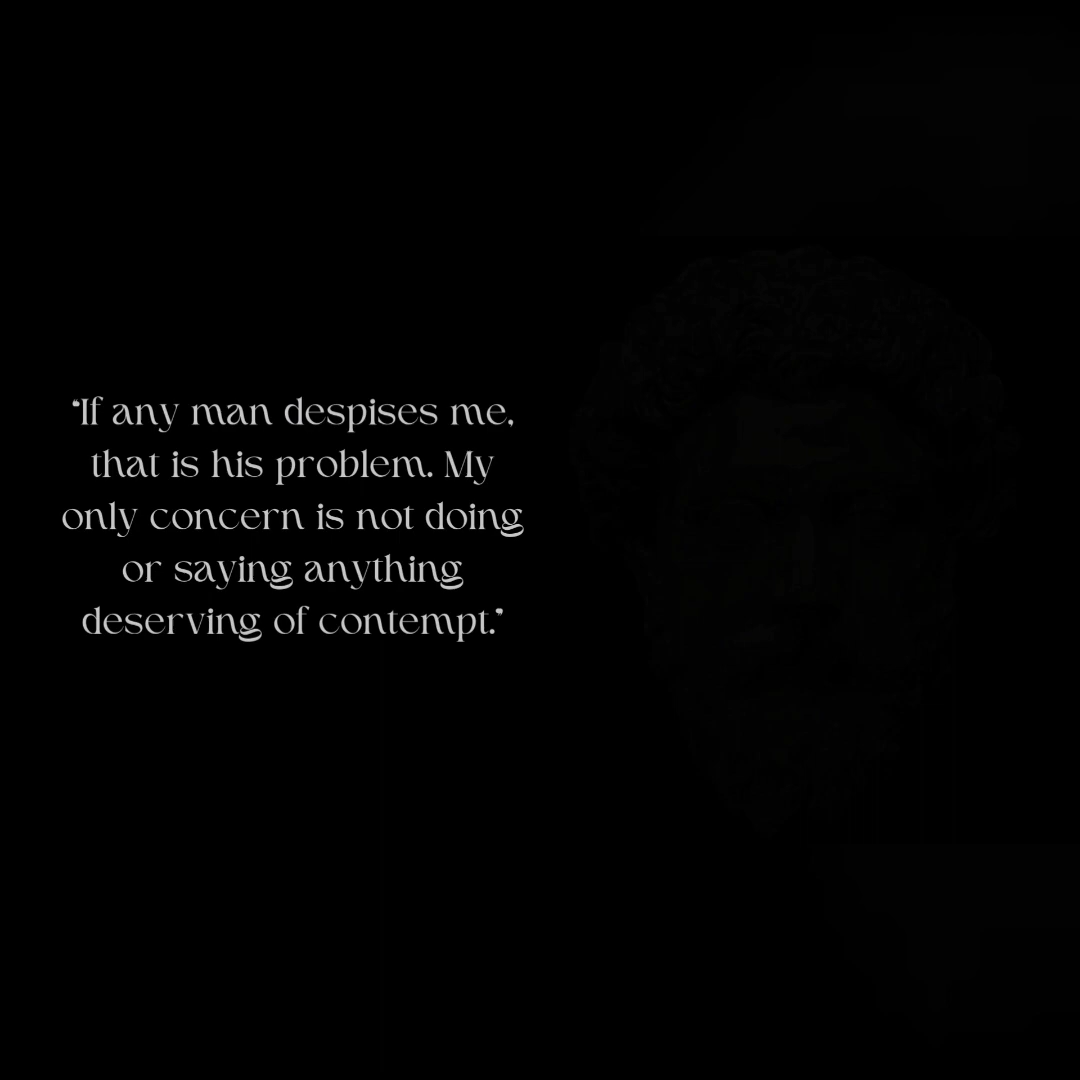 “If any man despises me,
that is his problem. My
only concern is not doing
or saying anything
deserving of contempt.”